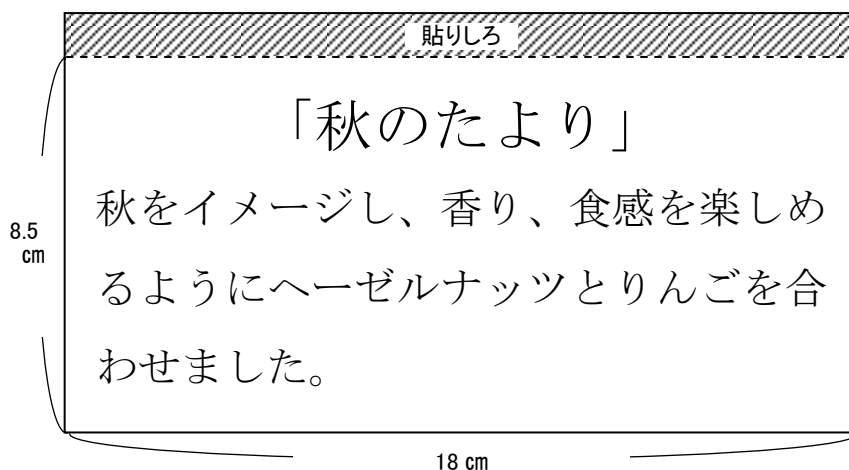 貼りしろ
「秋のたより」
秋をイメージし、香り、食感を楽しめ
るようにヘーゼルナッツとりんごを合
わせました。
8.5
cm
18 cm